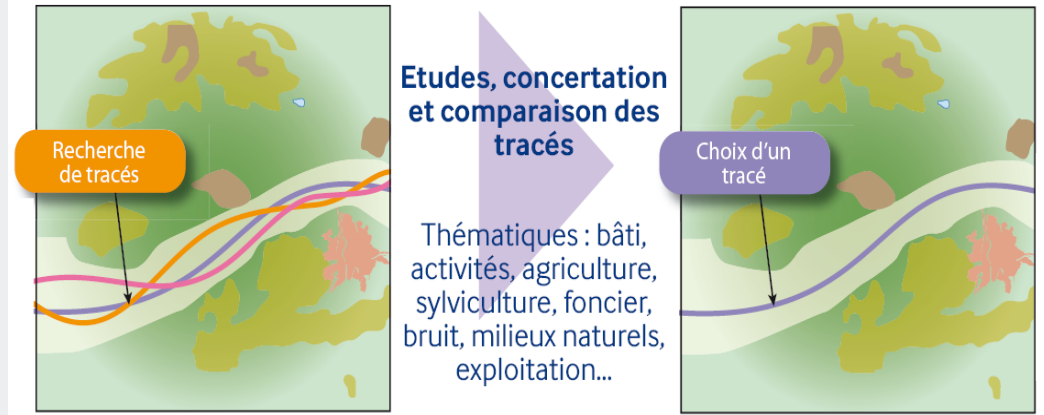 Recherche
de tracés
Etudes, concertation
et comparaison des
tracés
Thématiques : bâti,
activités, agriculture,
sylviculture, foncier,
bruit, milieux naturels,
exploitation...
Choix d'un
tracé